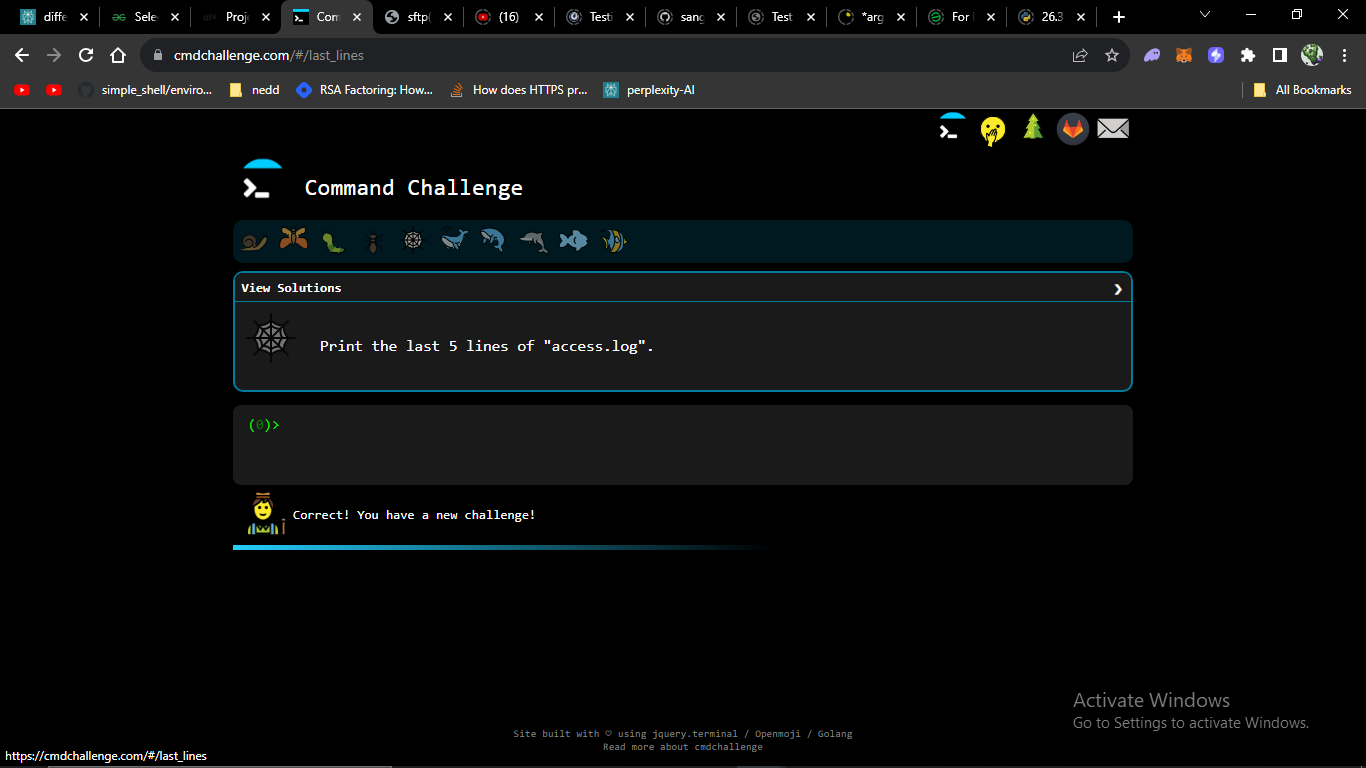 diffe
Sele
Proje
Com
sftp(
(16)
Testi
sang
Test
*arg
For
26.3
cmdchallenge.com/#/last_lines
simple_shell/enviro...
nedd
RSA Factoring: How...
How does HTTPS pr...
perplexity-AI
All Bookmarks
Command Challenge
View Solutions
Print the last 5 lines of "access.log".
(0)>
Correct! You have a new challenge!
Activate Windows
Go to Settings to activate Windows.
Site built with ♡ using jquery.terminal / Openmoji / Golang
Read more about cmdchallenge
https://cmdchallenge.com/#/last_lines